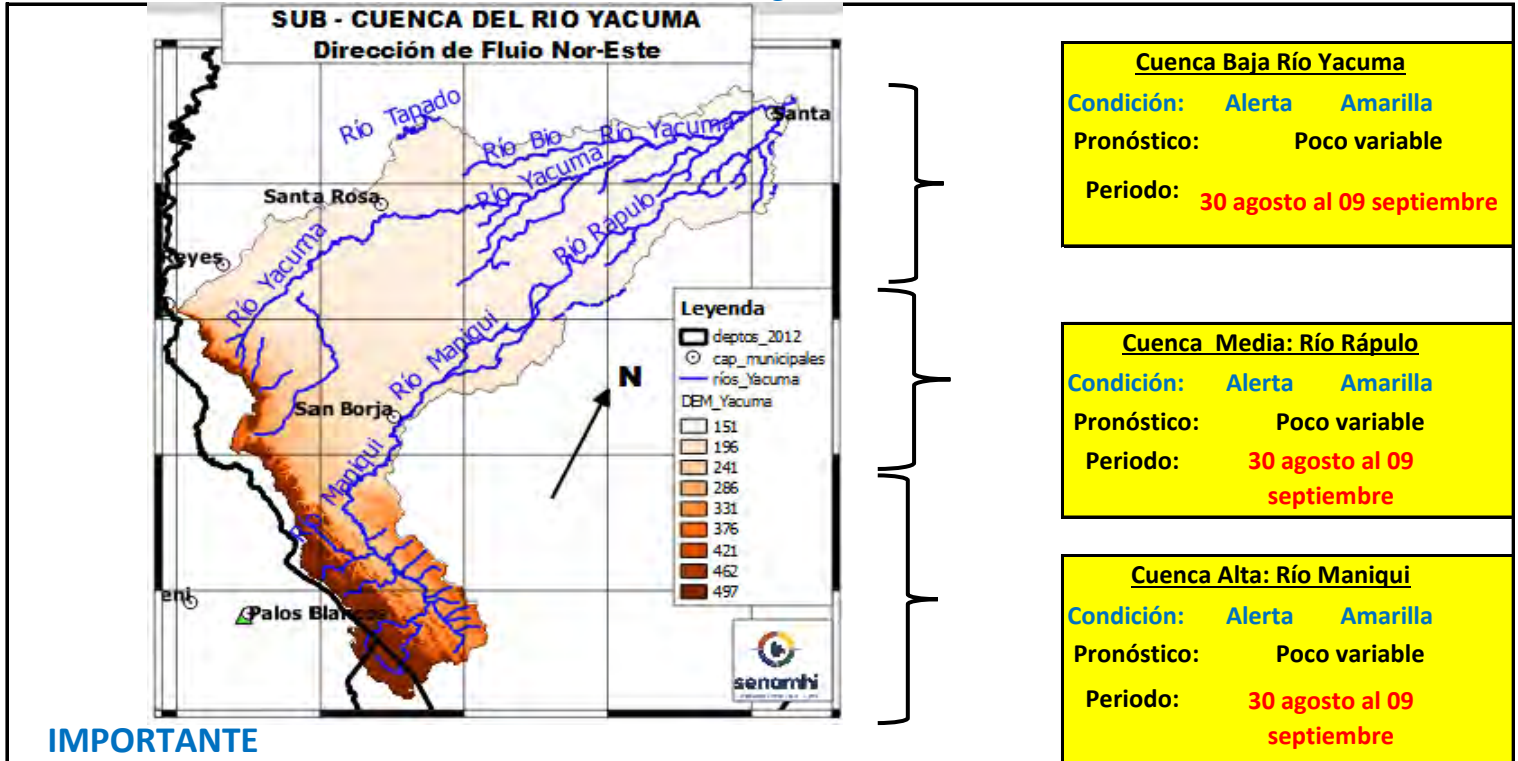 SUB - CUENCA DEL RIO YACUMA
Dirección de Fluio Nor-Este
Río Tapado
Río Bio
Río Yacuma
Santa
Río Yacuma
Santa Rosa
Río Rápulo
Reyes
Río Yacuma
Río Maniqui
San Borja
Río Maniqui
Río Maniqui
eni
Palos Blancos
N
Leyenda
deptos_2012
cap_municipales
ríos_Yacuma
DEM_Yacuma
151
196
241
286
331
376
421
462
497
senamhi
Cuenca Baja Río Yacuma
Condición: Alerta Amarilla
Pronóstico: Poco variable
Periodo: 30 agosto al 09 septiembre
Cuenca Media: Río Rápulo
Condición: Alerta Amarilla
Pronóstico: Poco variable
Periodo: 30 agosto al 09
septiembre
Cuenca Alta: Río Maniqui
Condición: Alerta Amarilla
Pronóstico: Poco variable
Periodo: 30 agosto al 09
septiembre
IMPORTANTE